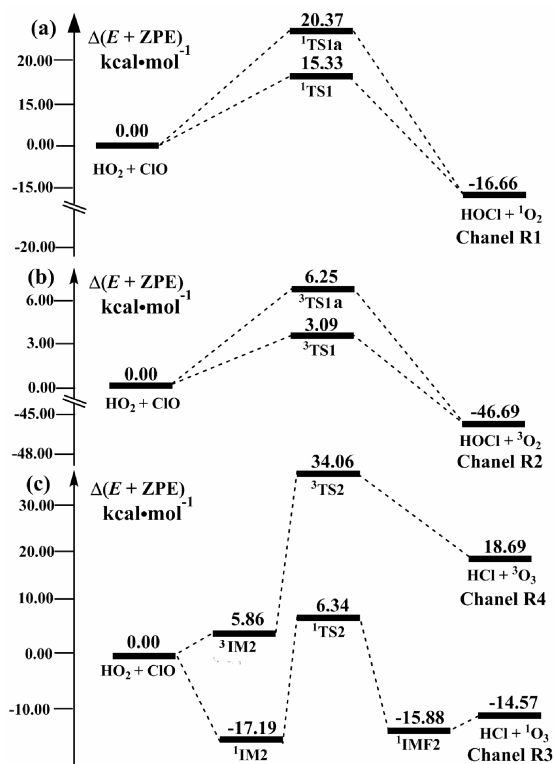 (a)
Δ(E + ZPE)
kcal•mol⁻¹
20.00
15.00
0.00
-15.00
-20.00
20.37
¹TS1a
15.33
¹TS1
0.00
HO₂ + ClO
-16.66
HOCl + ¹O₂
Chanel R1
(b)
Δ(E + ZPE)
kcal•mol⁻¹
6.00
3.00
0.00
-45.00
-48.00
6.25
³TS1a
3.09
³TS1
0.00
HO₂ + ClO
-46.69
HOCl + ³O₂
Chanel R2
(c)
Δ(E + ZPE)
kcal•mol⁻¹
30.00
20.00
10.00
0.00
-10.00
34.06
³TS2
18.69
HCl + ³O₃
Chanel R4
5.86
³IM2
6.34
¹TS2
0.00
HO₂ + ClO
-17.19
¹IM2
-15.88
¹IMF2
-14.57
HCl + ¹O₃
Chanel R3